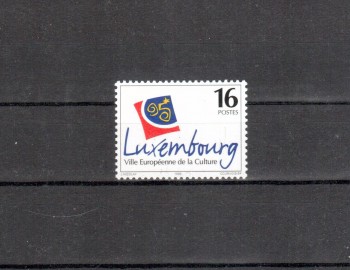 16
POSTES
95
Luxembourg
Ville Européenne de la Culture